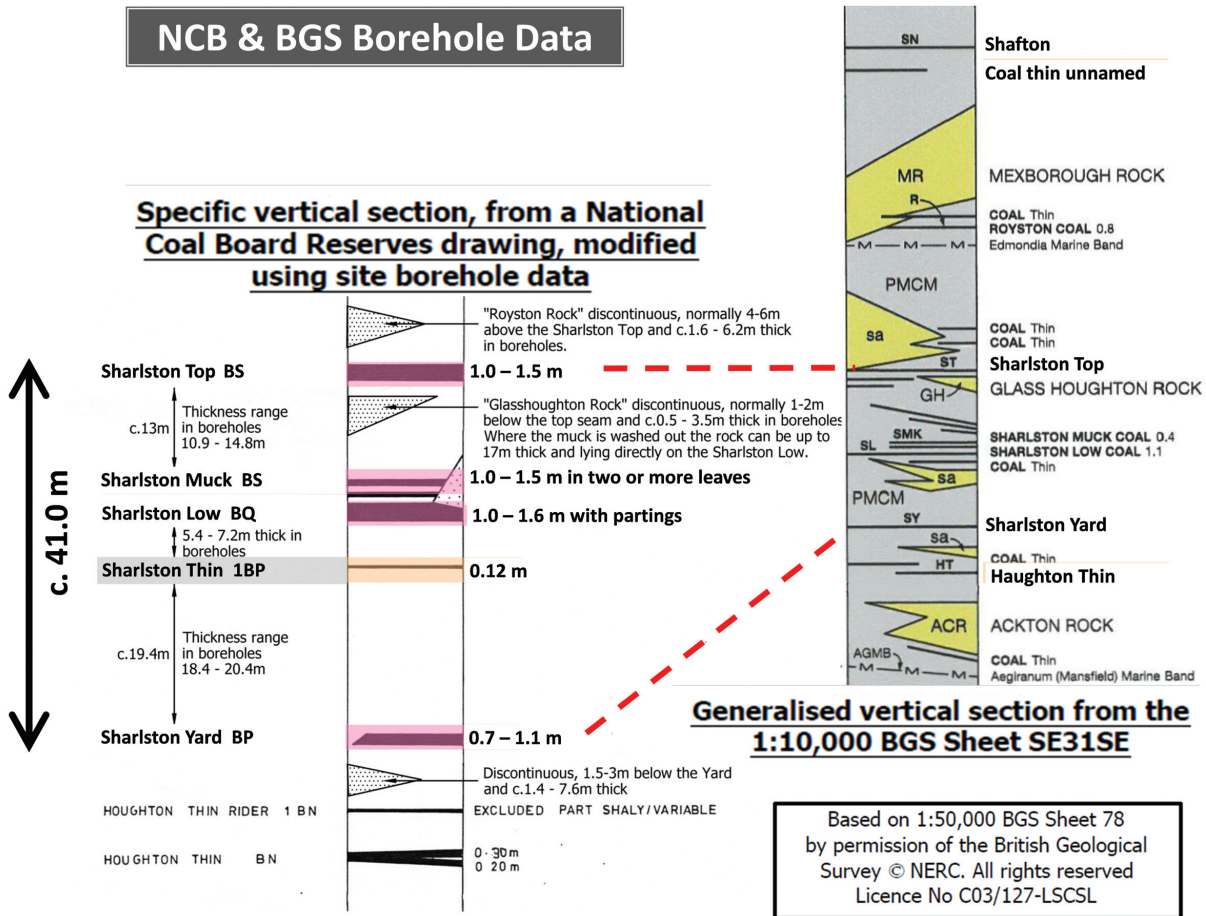 NCB & BGS Borehole Data
Specific vertical section, from a National
Coal Board Reserves drawing, modified
using site borehole data
"Royston Rock" discontinuous, normally 4-6m
above the Sharlston Top and c.1.6 - 6.2m thick
in boreholes.
Sharlston Top BS
1.0 – 1.5 m
c.13m
Thickness range
in boreholes
10.9 - 14.8m
"Glasshoughton Rock" discontinuous, normally 1-2m
below the top seam and c.0.5 - 3.5m thick in boreholes
Where the muck is washed out the rock can be up to
17m thick and lying directly on the Sharlston Low.
Sharlston Muck BS
1.0 – 1.5 m in two or more leaves
Sharlston Low BQ
1.0 – 1.6 m with partings
5.4 - 7.2m thick in
boreholes
Sharlston Thin 1BP
0.12 m
c.19.4m
Thickness range
in boreholes
18.4 - 20.4m
Sharlston Yard BP
0.7 – 1.1 m
Discontinuous, 1.5-3m below the Yard
and c.1.4 - 7.6m thick
HOUGHTON THIN RIDER 1 BN
EXCLUDED PART SHALY/VARIABLE
HOUGHTON THIN BN
0·30m
0 20m
c. 41.0 m
SN
Shafton
Coal thin unnamed
MR
MEXBOROUGH ROCK
R
COAL Thin
ROYSTON COAL 0.8
M M M
Edmondia Marine Band
PMCM
sa
COAL Thin
COAL Thin
ST
Sharlston Top
GH
GLASS HOUGHTON ROCK
SMK
SHARLSTON MUCK COAL 0.4
SL
SHARLSTON LOW COAL 1.1
COAL Thin
sa
PMCM
SY
Sharlston Yard
sa
COAL Thin
HT
Haughton Thin
ACR
ACKTON ROCK
AGMB
COAL Thin
M M M
Aegiranum (Mansfield) Marine Band
Generalised vertical section from the
1:10,000 BGS Sheet SE31SE
Based on 1:50,000 BGS Sheet 78
by permission of the British Geological
Survey © NERC. All rights reserved
Licence No C03/127-LSCSL